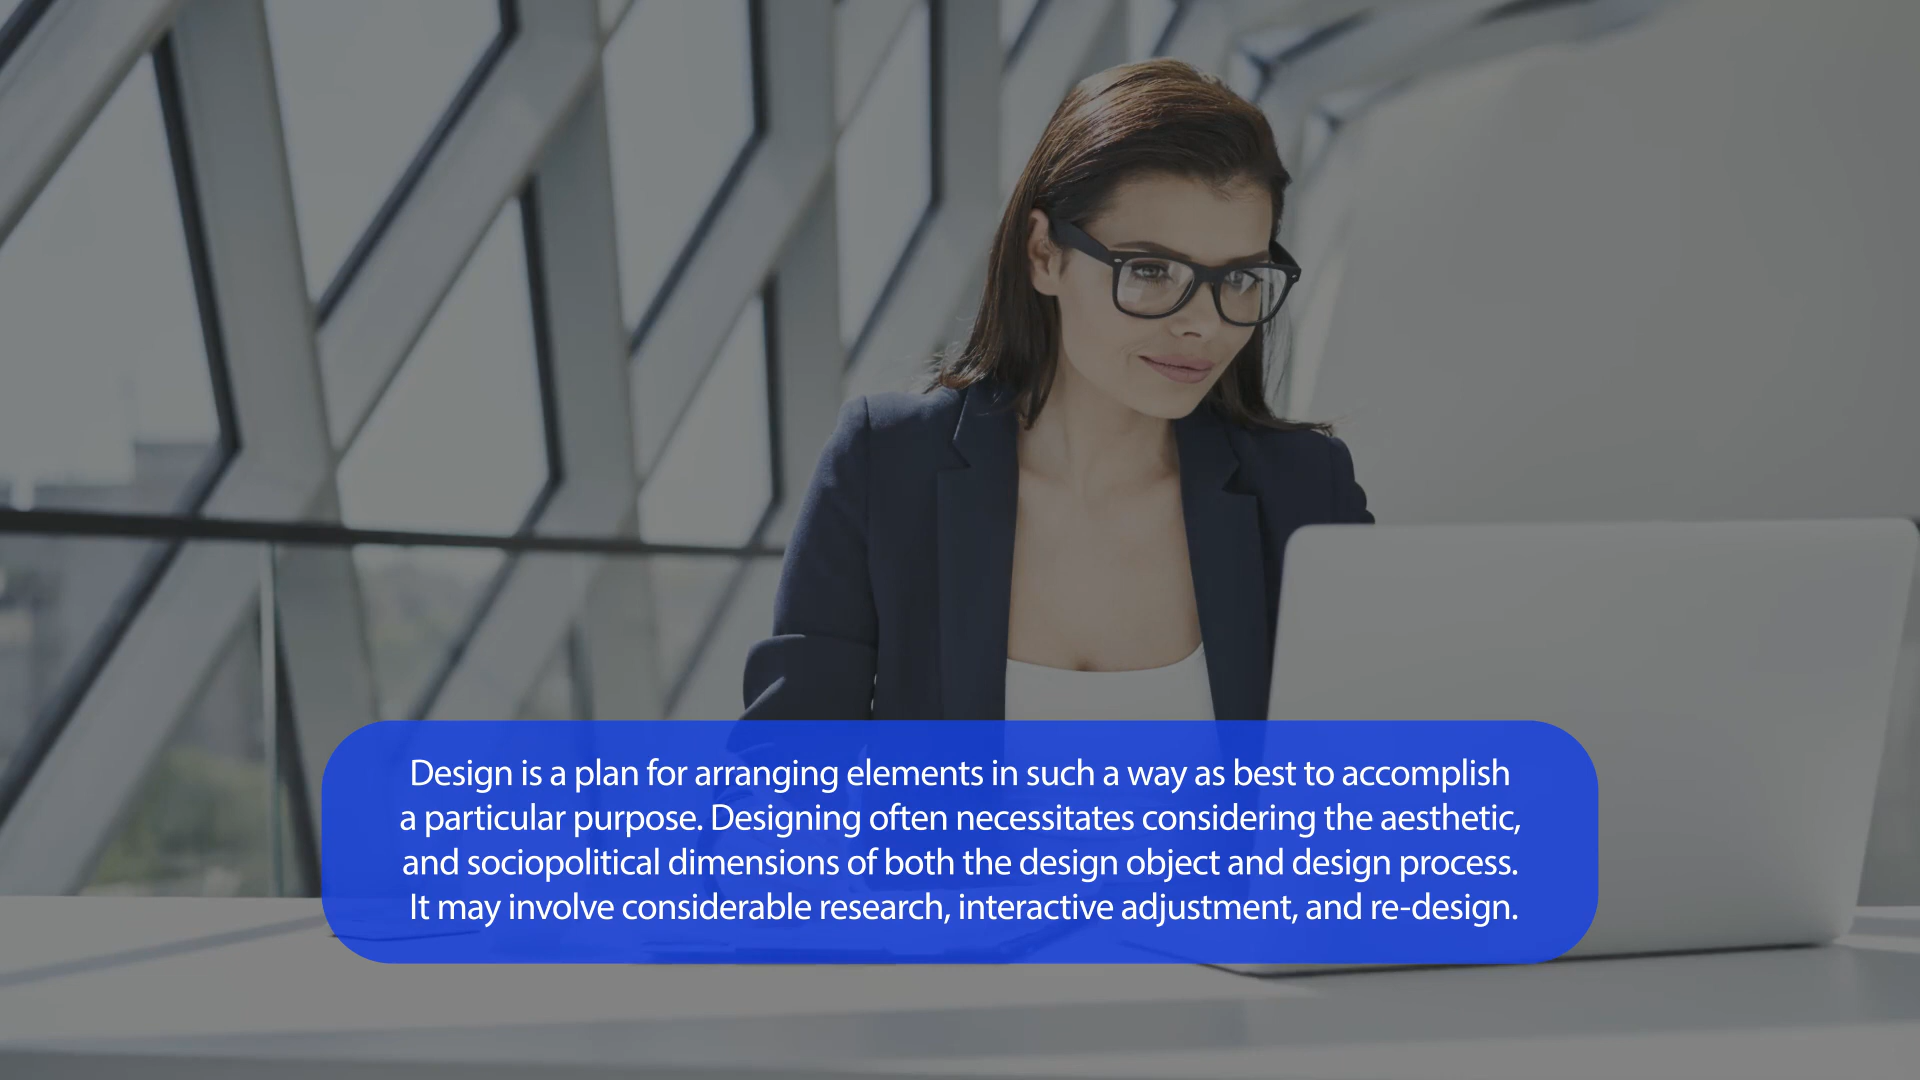 Design is a plan for arranging elements in such a way as best to accomplish
a particular purpose. Designing often necessitates considering the aesthetic,
and sociopolitical dimensions of both the design object and design process.
It may involve considerable research, interactive adjustment, and re-design.